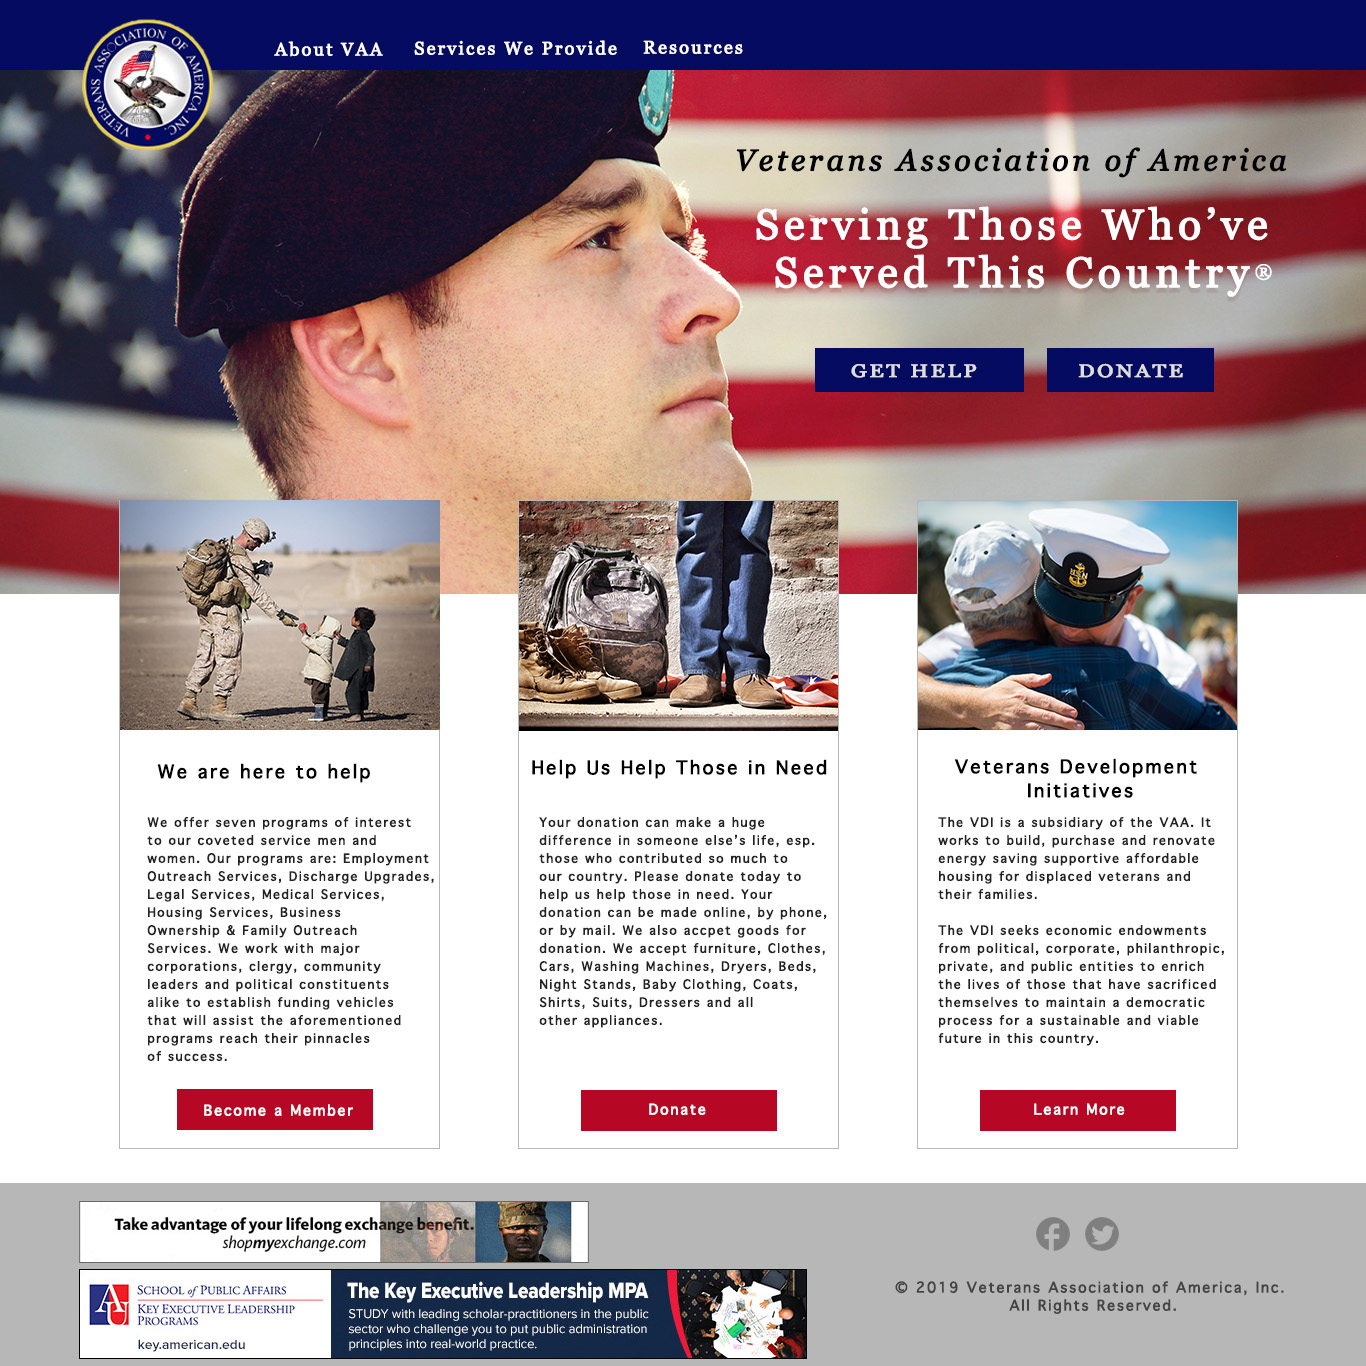 VETERANS ASSOCIATION OF AMERICA, INC.
About VAA
Services We Provide
Resources
Veterans Association of America
Serving Those Who've
Served This Country®
GET HELP
DONATE
We are here to help
We offer seven programs of interest
to our coveted service men and
women. Our programs are: Employment
Outreach Services, Discharge Upgrades,
Legal Services, Medical Services,
Housing Services, Business
Ownership & Family Outreach
Services. We work with major
corporations, clergy, community
leaders and political constituents
alike to establish funding vehicles
that will assist the aforementioned
programs reach their pinnacles
of success.
Become a Member
Help Us Help Those in Need
Your donation can make a huge
difference in someone else's life, esp.
those who contributed so much to
our country. Please donate today to
help us help those in need. Your
donation can be made online, by phone,
or by mail. We also accpet goods for
donation. We accept furniture, Clothes,
Cars, Washing Machines, Dryers, Beds,
Night Stands, Baby Clothing, Coats,
Shirts, Suits, Dressers and all
other appliances.
Donate
Veterans Development
Initiatives
The VDI is a subsidiary of the VAA. It
works to build, purchase and renovate
energy saving supportive affordable
housing for displaced veterans and
their families.
The VDI seeks economic endowments
from political, corporate, philanthropic,
private, and public entities to enrich
the lives of those that have sacrificed
themselves to maintain a democratic
process for a sustainable and viable
future in this country.
Learn More
Take advantage of your lifelong exchange benefit.
shopmyexchange.com
AU
SCHOOL of PUBLIC AFFAIRS
KEY EXECUTIVE LEADERSHIP
PROGRAMS
key.american.edu
The Key Executive Leadership MPA
STUDY with leading scholar-practitioners in the public
sector who challenge you to put public administration
principles into real-world practice.
© 2019 Veterans Association of America, Inc.
All Rights Reserved.